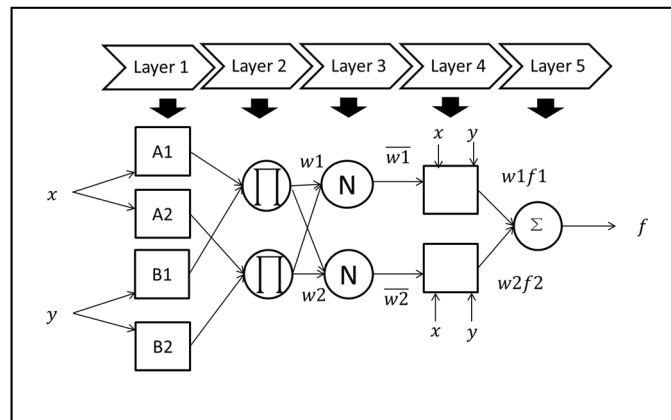 Layer 1 Layer 2 Layer 3 Layer 4 Layer 5
x y
A1 w1 w̅1̅ w1f1
∏ N
x A2
Σ f
B1
∏ N
w2 w̅2̅ w2f2
y B2 x y